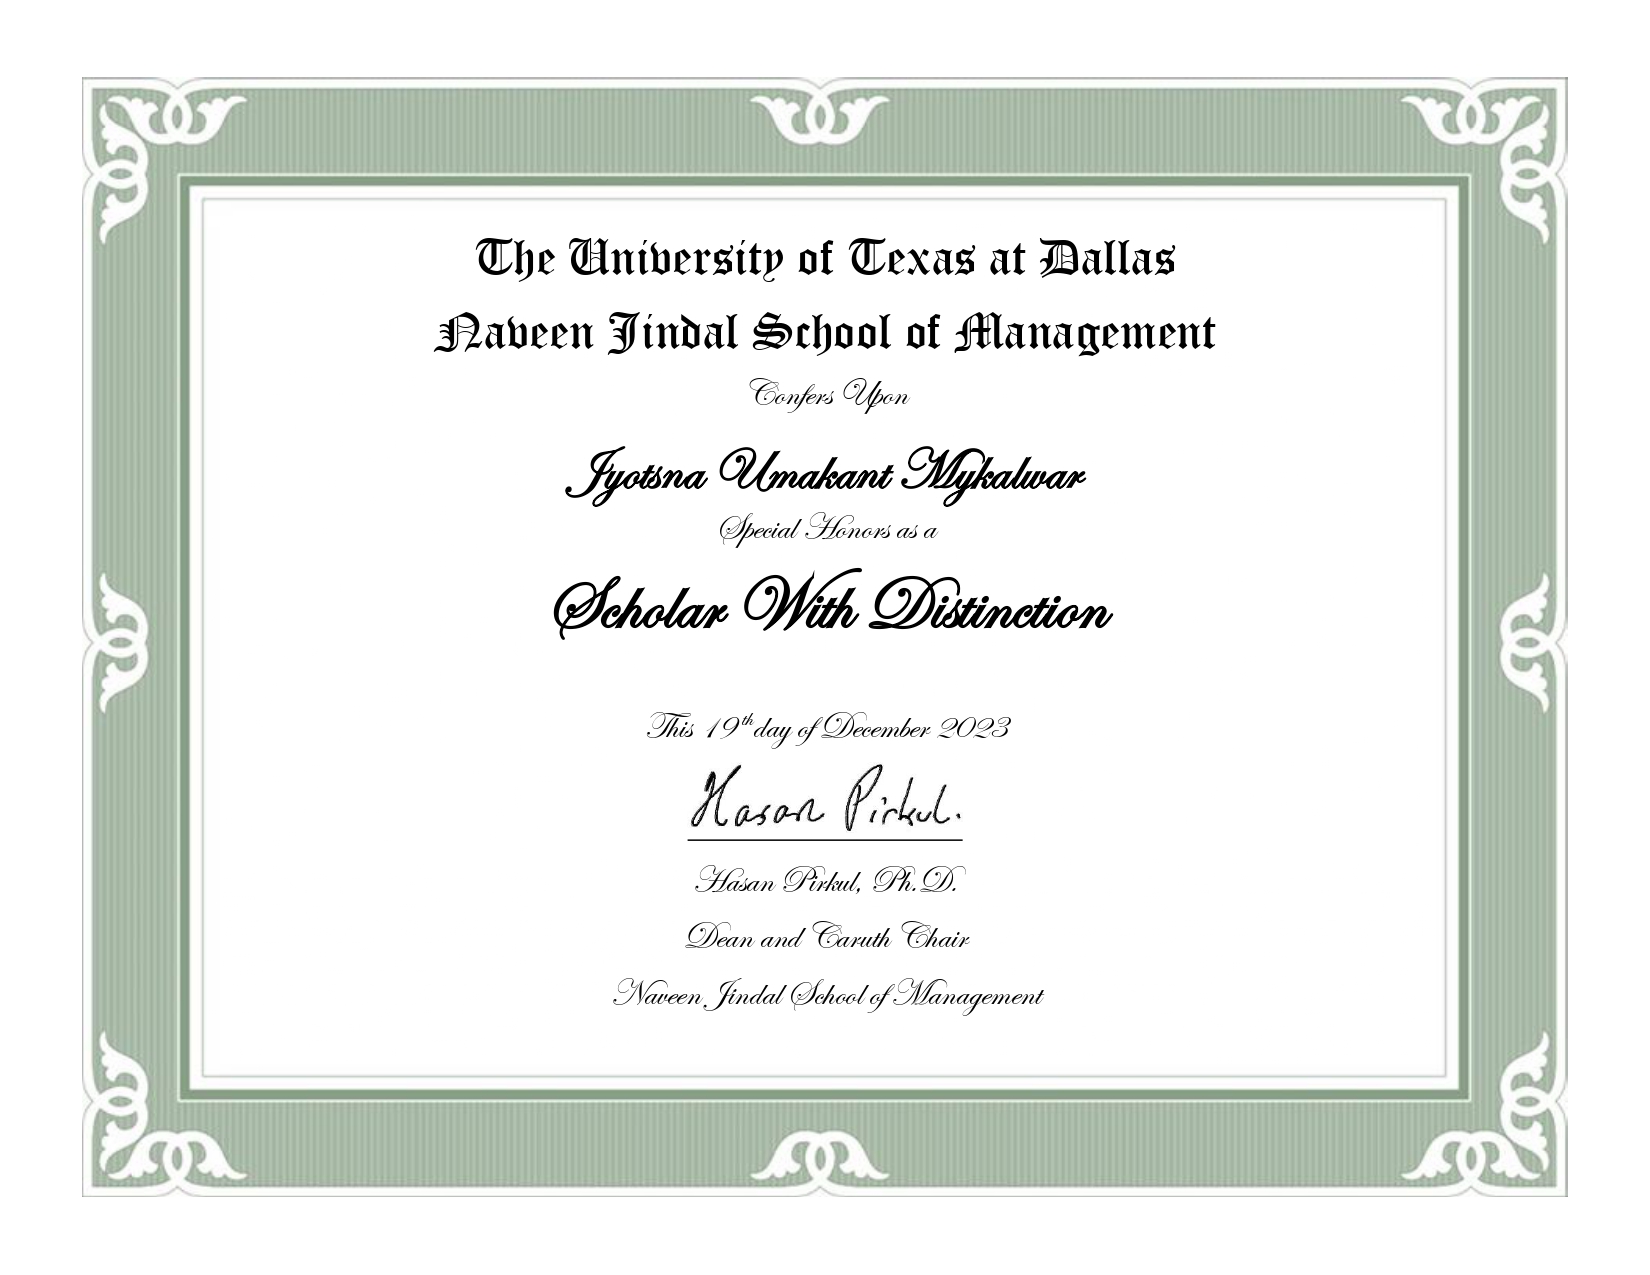 The University of Texas at Dallas
Naveen Jindal School of Management
Confers Upon
Jyotsna Umakant Mykalwar
Special Honors as a
Scholar With Distinction
This 19th day of December 2023
Hasan Pirkul.
Hasan Pirkul, Ph.D.
Dean and Caruth Chair
Naveen Jindal School of Management